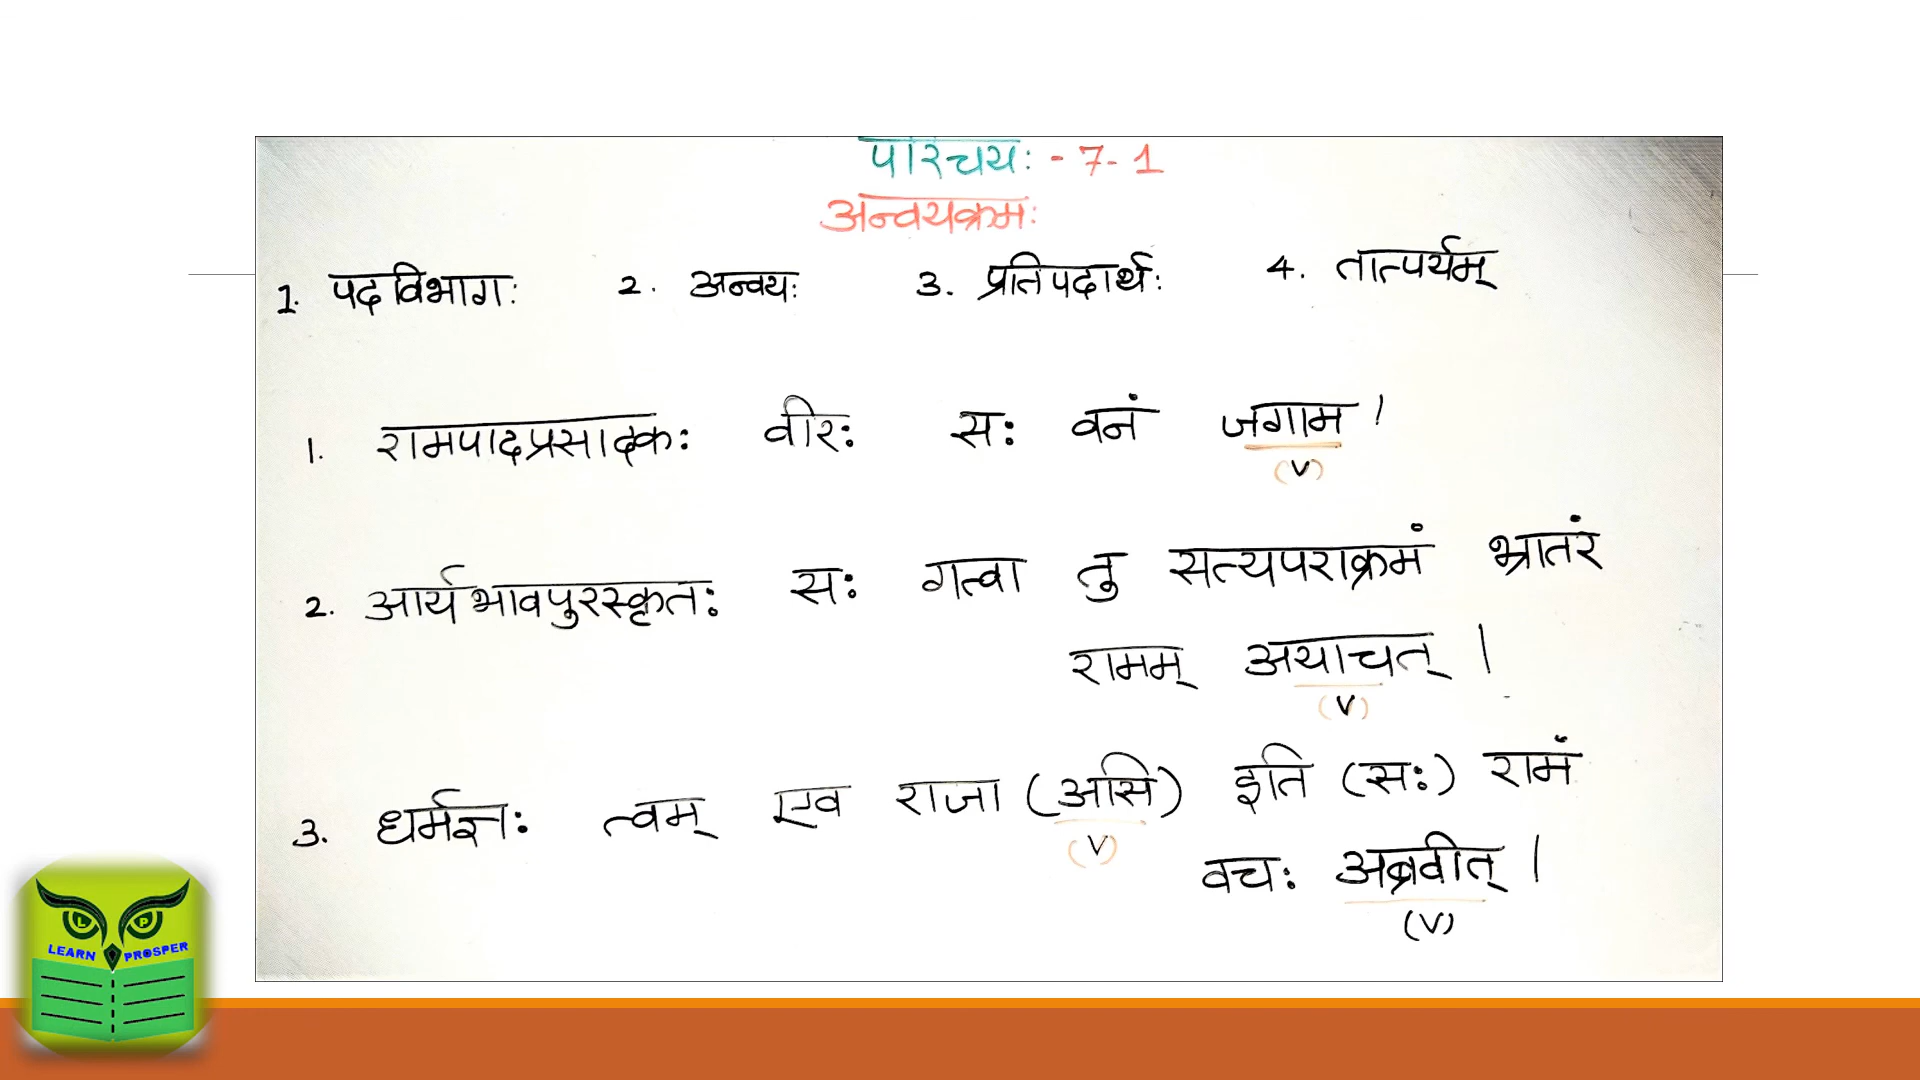 परिचयः - 7-1
अन्वयक्रमः
1. पदविभागः 2. अन्वयः 3. प्रतिपदार्थः 4. तात्पर्यम्
1. रामपादप्रसादकः वीरः सः वनं जगाम ।
(V)
2. आर्यभावपुरस्कृतः सः गत्वा तु सत्यपराक्रमं भ्रातरं
रामम् अयाचत् ।
(V)
3. धर्मज्ञः त्वम् एव राजा (असि) इति (सः) रामं
(V)
वचः अब्रवीत् ।
(V)
L P
LEARN PROSPER